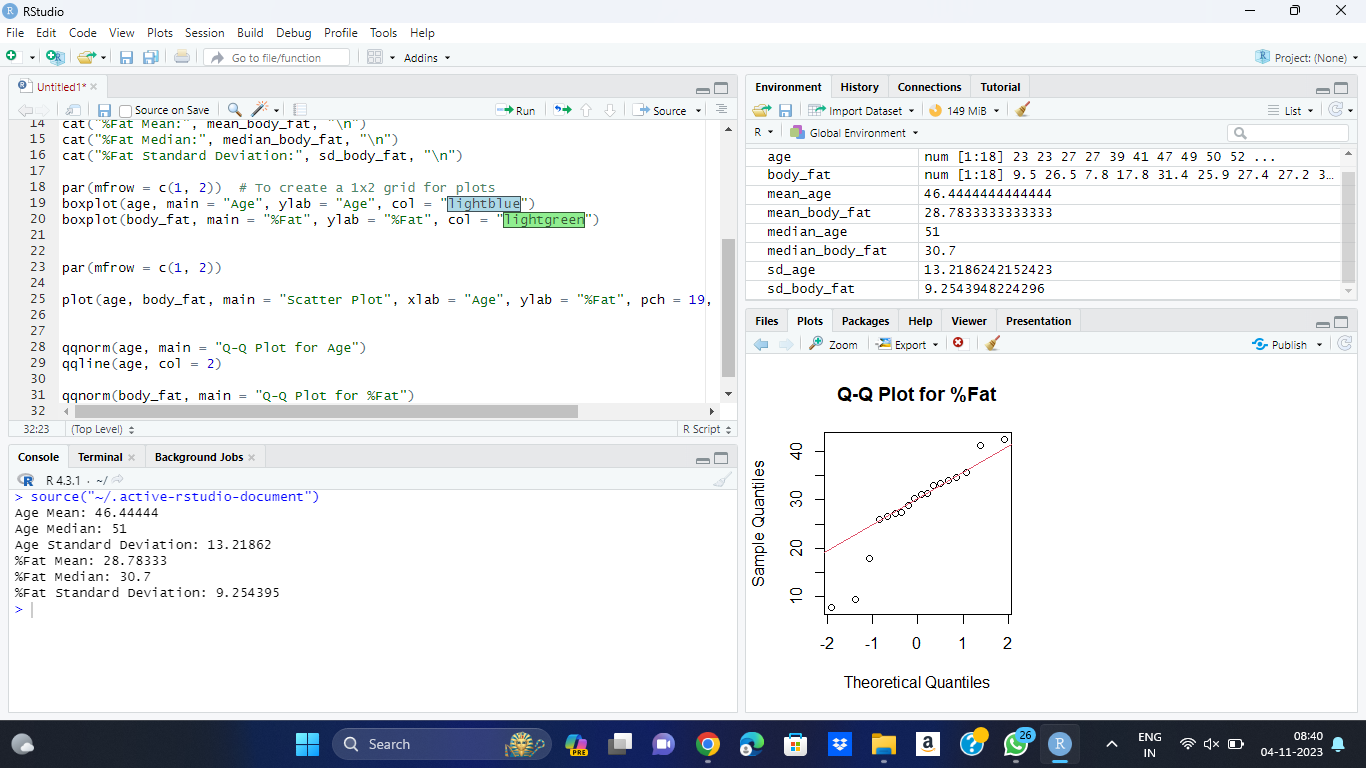 RStudio
File Edit Code View Plots Session Build Debug Profile Tools Help
Go to file/function Addins Project: (None)
Untitled1*
Source on Save Run Source
14 cat("%Fat Mean:", mean_body_fat, "\n")
15 cat("%Fat Median:", median_body_fat, "\n")
16 cat("%Fat Standard Deviation:", sd_body_fat, "\n")
17
18 par(mfrow = c(1, 2)) # To create a 1x2 grid for plots
19 boxplot(age, main = "Age", ylab = "Age", col = "lightblue")
20 boxplot(body_fat, main = "%Fat", ylab = "%Fat", col = "lightgreen")
21
22
23 par(mfrow = c(1, 2))
24
25 plot(age, body_fat, main = "Scatter Plot", xlab = "Age", ylab = "%Fat", pch = 19,
26
27
28 qqnorm(age, main = "Q-Q Plot for Age")
29 qqline(age, col = 2)
30
31 qqnorm(body_fat, main = "Q-Q Plot for %Fat")
32
32:23 (Top Level) R Script
Console Terminal Background Jobs
R 4.3.1 · ~/
> source("~/.active-rstudio-document")
Age Mean: 46.44444
Age Median: 51
Age Standard Deviation: 13.21862
%Fat Mean: 28.78333
%Fat Median: 30.7
%Fat Standard Deviation: 9.254395
>
Environment History Connections Tutorial
Import Dataset 149 MiB List
R Global Environment
age num [1:18] 23 23 27 27 39 41 47 49 50 52 ...
body_fat num [1:18] 9.5 26.5 7.8 17.8 31.4 25.9 27.4 27.2 3…
mean_age 46.4444444444444
mean_body_fat 28.7833333333333
median_age 51
median_body_fat 30.7
sd_age 13.2186242152423
sd_body_fat 9.2543948224296
Files Plots Packages Help Viewer Presentation
Zoom Export Publish
Q-Q Plot for %Fat
Sample Quantiles
40
30
20
10
-2 -1 0 1 2
Theoretical Quantiles
Search PRE 26 ENG IN 08:40 04-11-2023